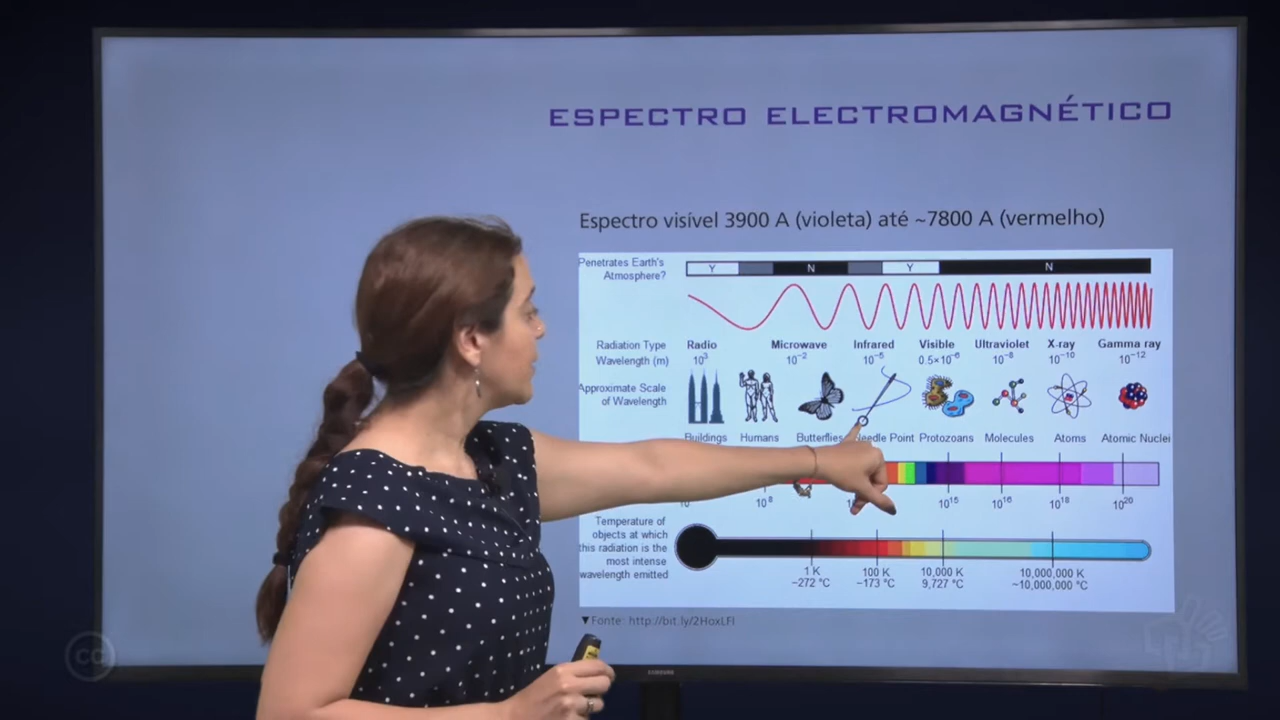 ESPECTRO ELECTROMAGNÉTICO
Espectro visível 3900 A (violeta) até ~7800 A (vermelho)
Penetrates Earth's
Atmosphere?
Y N Y N
Radiation Type
Wavelength (m)
Radio Microwave Infrared Visible Ultraviolet X-ray Gamma ray
10³ 10⁻² 10⁻⁵ 0.5×10⁻⁶ 10⁻⁸ 10⁻¹⁰ 10⁻¹²
Approximate Scale
of Wavelength
Buildings Humans Butterflies Needle Point Protozoans Molecules Atoms Atomic Nuclei
10⁸ 10¹⁵ 10¹⁶ 10¹⁸ 10²⁰
Temperature of
objects at which
this radiation is the
most intense
wavelength emitted
1 K 100 K 10,000 K 10,000,000 K
−272 °C −173 °C 9,727 °C ~10,000,000 °C
▼Fonte: http://bit.ly/2HoxLFl
SAMSUNG
cc